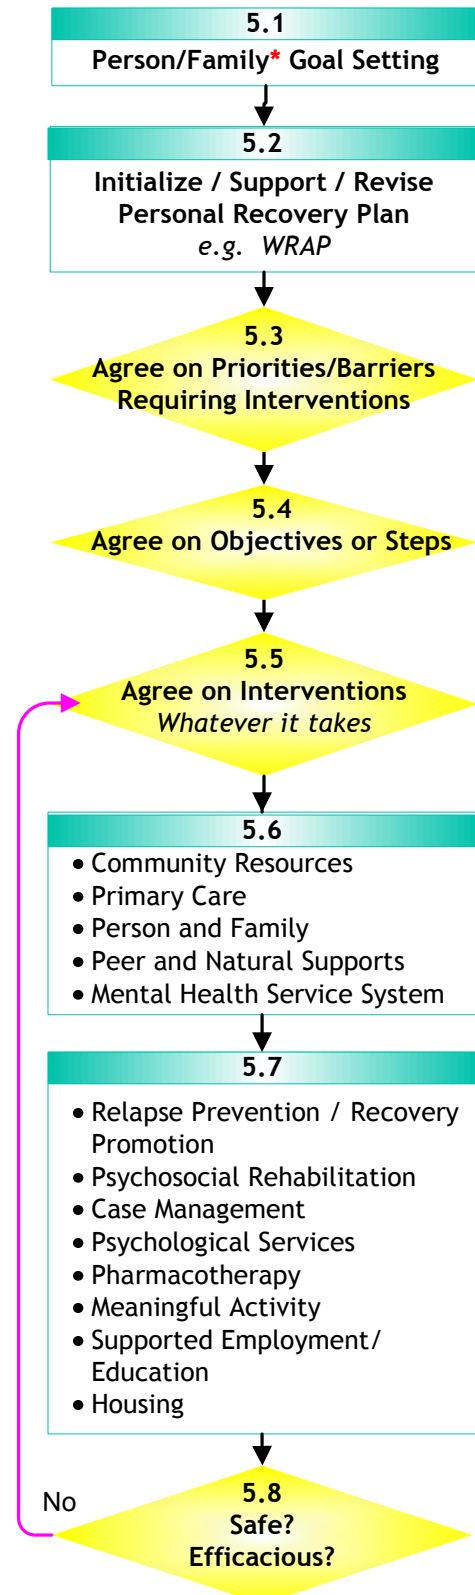 5.1
Person/Family* Goal Setting
5.2
Initialize / Support / Revise
Personal Recovery Plan
e.g. WRAP
5.3
Agree on Priorities/Barriers
Requiring Interventions
5.4
Agree on Objectives or Steps
5.5
Agree on Interventions
Whatever it takes
5.6
• Community Resources
• Primary Care
• Person and Family
• Peer and Natural Supports
• Mental Health Service System
5.7
• Relapse Prevention / Recovery
Promotion
• Psychosocial Rehabilitation
• Case Management
• Psychological Services
• Pharmacotherapy
• Meaningful Activity
• Supported Employment/
Education
• Housing
No
5.8
Safe?
Efficacious?